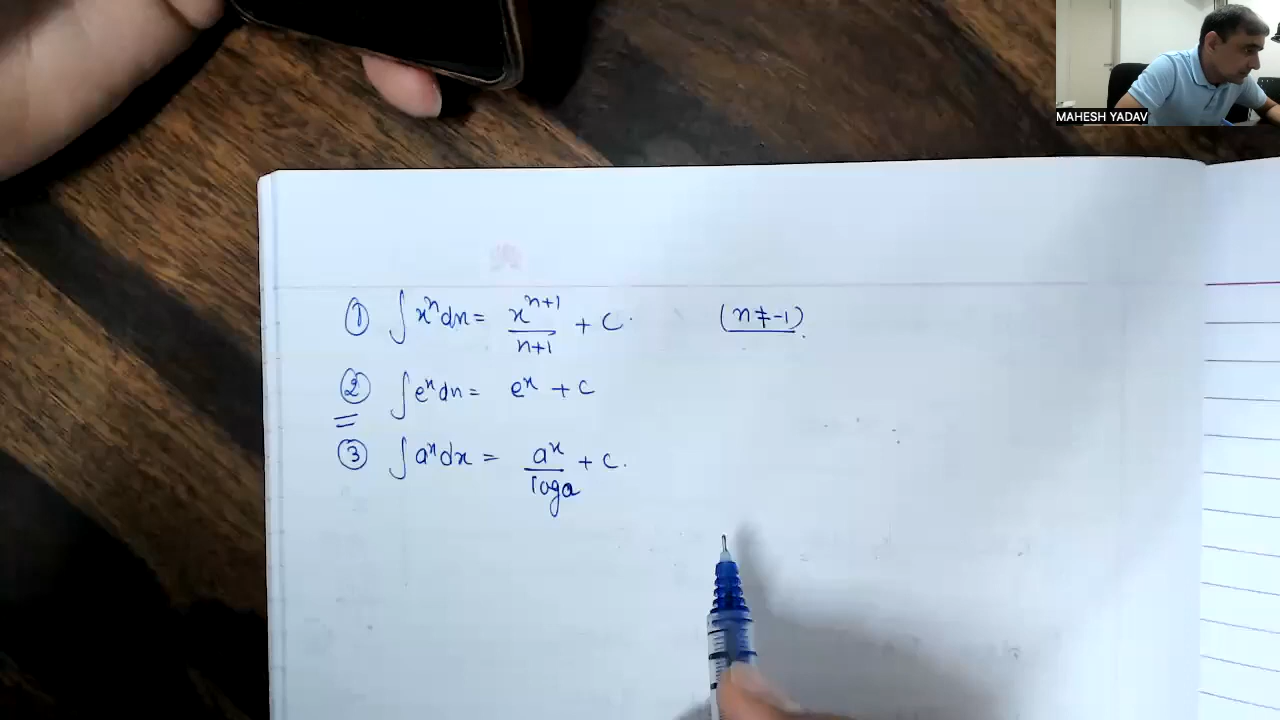 MAHESH YADAV
① ∫xⁿdx = xⁿ⁺¹/n+1 + C. (n ≠ -1).
② ∫eˣdx = eˣ + C
③ ∫aˣdx = aˣ/loga + C.